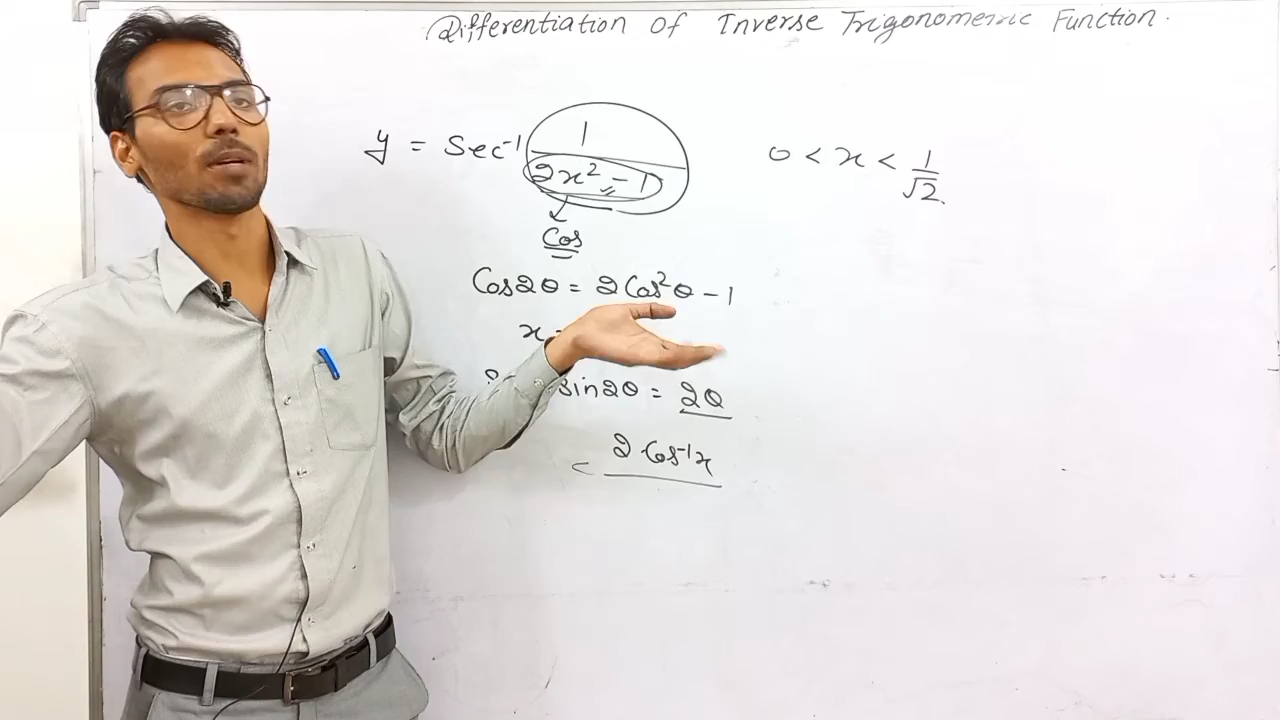 Differentiation Of Inverse Trigonometric Function.
y = Sec⁻¹ 1/(2x² - 1) 0 < x < 1/√2.
Cos
Cos2θ = 2Cos²θ - 1
x =
sin2θ = 2θ
2 Cos⁻¹x